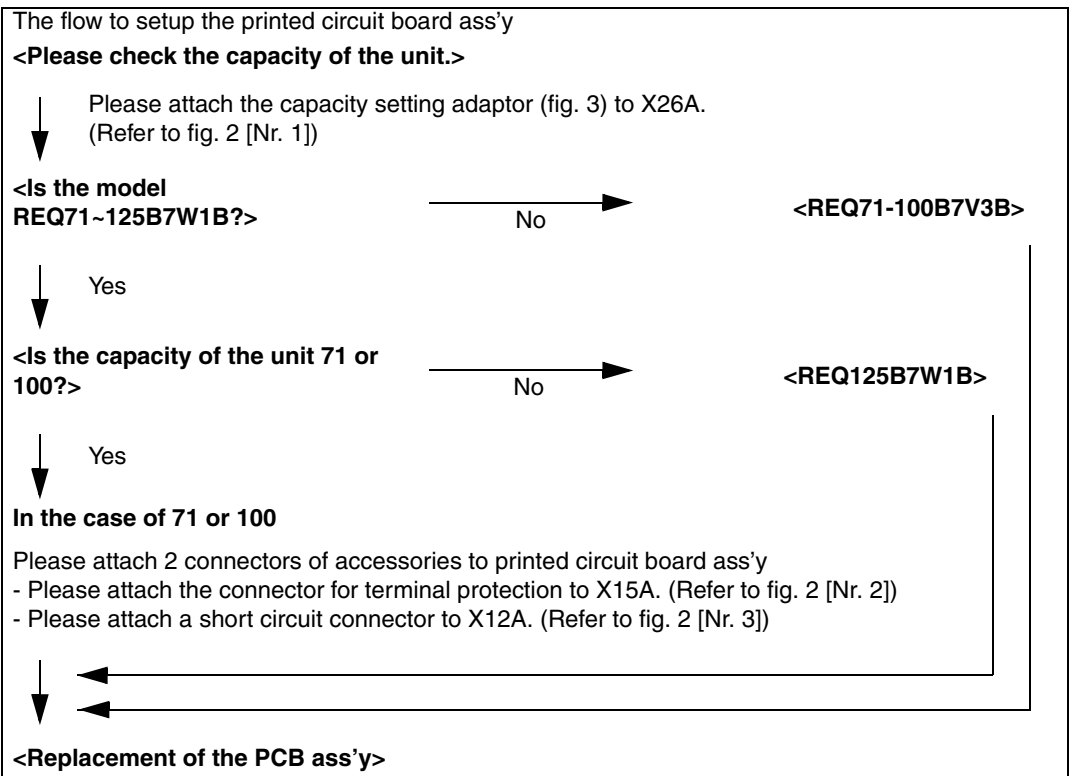 The flow to setup the printed circuit board ass'y
<Please check the capacity of the unit.>
Please attach the capacity setting adaptor (fig. 3) to X26A.
(Refer to fig. 2 [Nr. 1])
<Is the model
REQ71~125B7W1B?>
No
<REQ71-100B7V3B>
Yes
<Is the capacity of the unit 71 or
100?>
No
<REQ125B7W1B>
Yes
In the case of 71 or 100
Please attach 2 connectors of accessories to printed circuit board ass'y
- Please attach the connector for terminal protection to X15A. (Refer to fig. 2 [Nr. 2])
- Please attach a short circuit connector to X12A. (Refer to fig. 2 [Nr. 3])
<Replacement of the PCB ass'y>